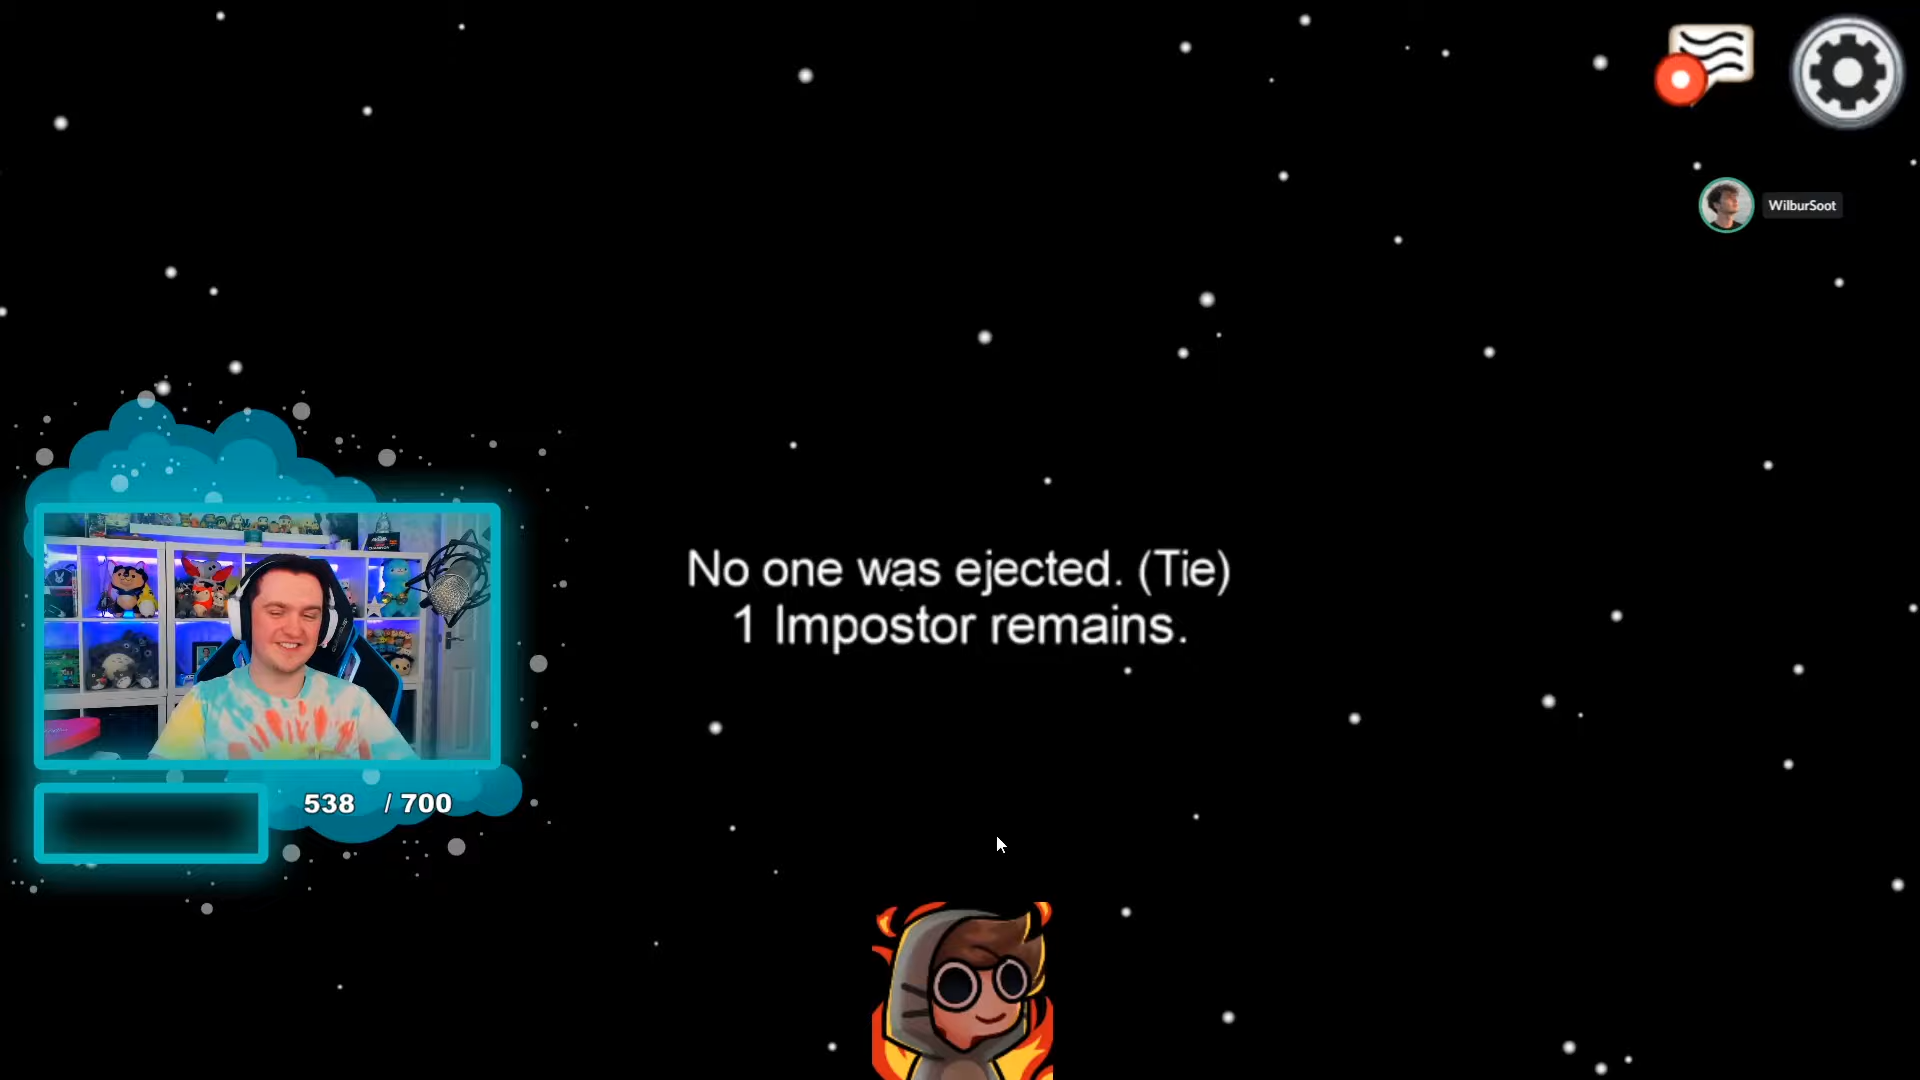 WilburSoot
No one was ejected. (Tie)
1 Impostor remains.
538 / 700